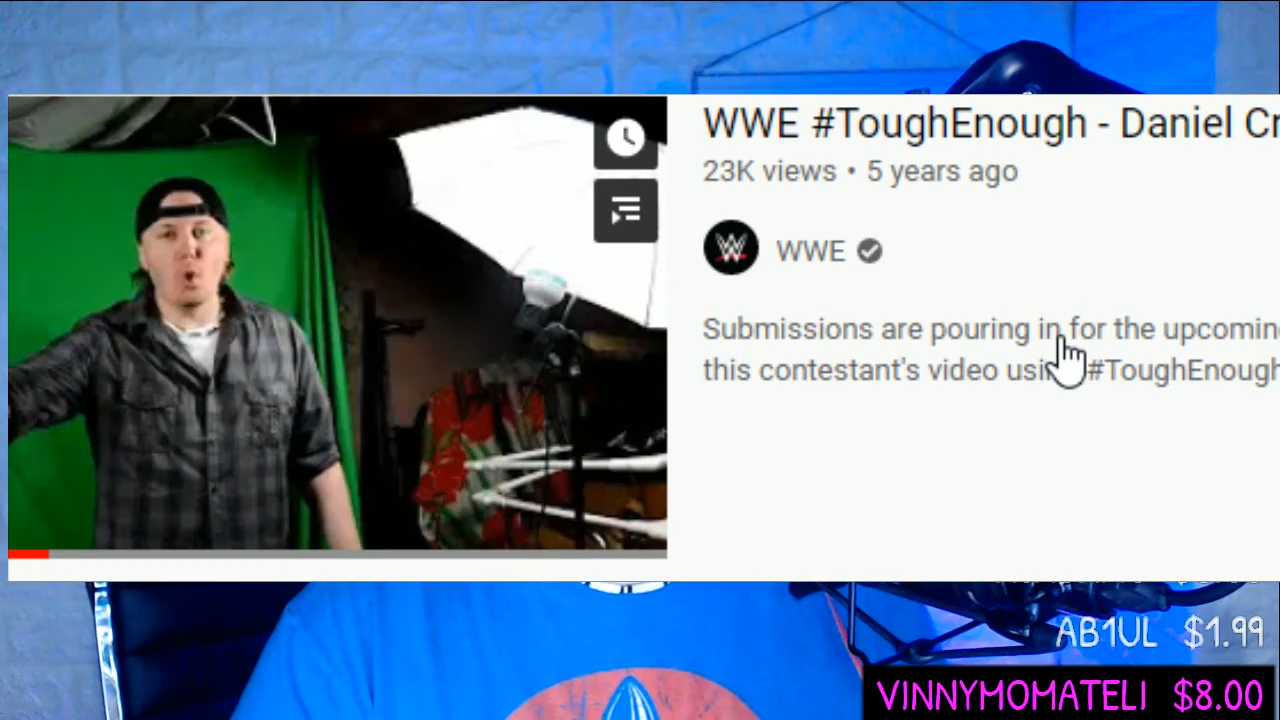 WWE #ToughEnough - Daniel Cr
23K views • 5 years ago
WWE
Submissions are pouring in for the upcomin
this contestant's video usin #ToughEnough
AB1UL $1.99
VINNYMOMATELI $8.00